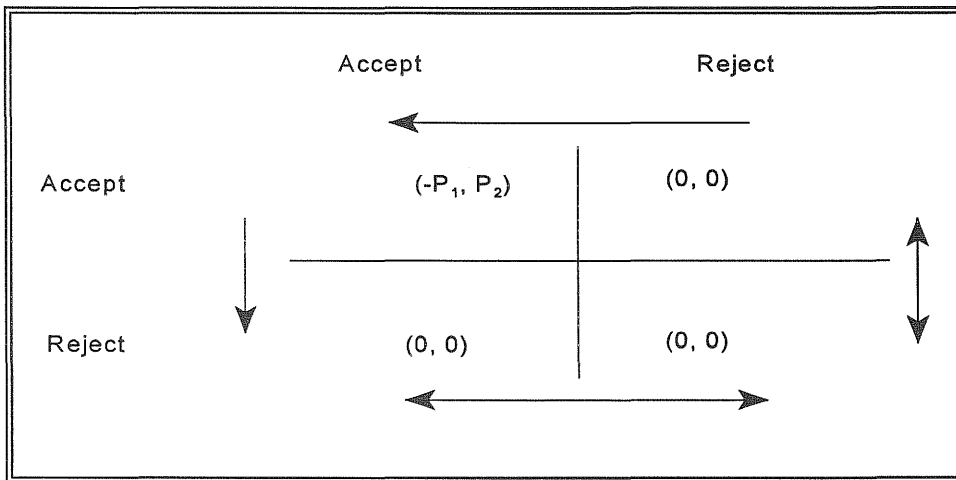 Accept Reject
Accept (-P₁, P₂) (0, 0)
Reject (0, 0) (0, 0)